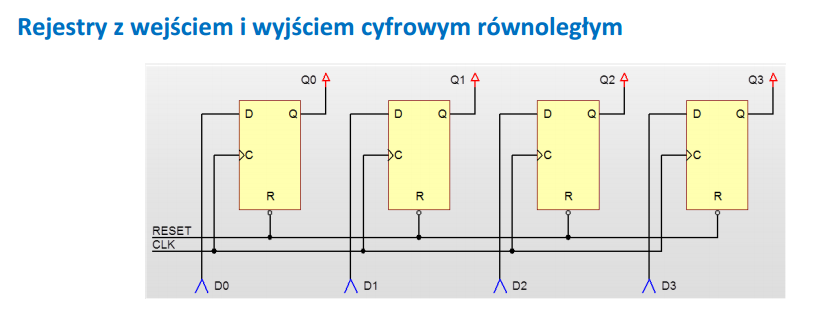 Rejestry z wejściem i wyjściem cyfrowym równoległym
Q0 Q1 Q2 Q3
D Q D Q D Q D Q
C C C C
R R R R
RESET
CLK
D0 D1 D2 D3